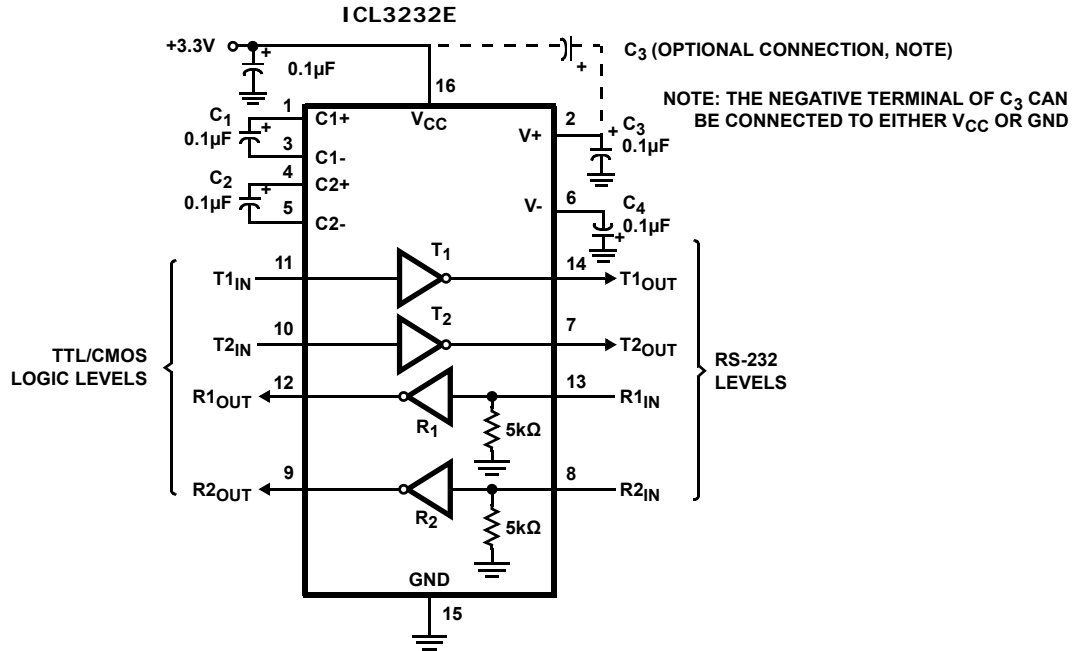 ICL3232E
+3.3V
+
0.1µF
+
C3 (OPTIONAL CONNECTION, NOTE)
NOTE: THE NEGATIVE TERMINAL OF C3 CAN
BE CONNECTED TO EITHER VCC OR GND
16
VCC
C1
0.1µF
+
1
C1+
3
C1-
C2
0.1µF
+
4
C2+
5
C2-
2
V+
+
C3
0.1µF
6
V-
C4
0.1µF
+
T1IN
11
T1
14
T1OUT
T2IN
10
T2
7
T2OUT
TTL/CMOS
LOGIC LEVELS
RS-232
LEVELS
R1OUT
12
R1
13
R1IN
5kΩ
R2OUT
9
R2
8
R2IN
5kΩ
GND
15